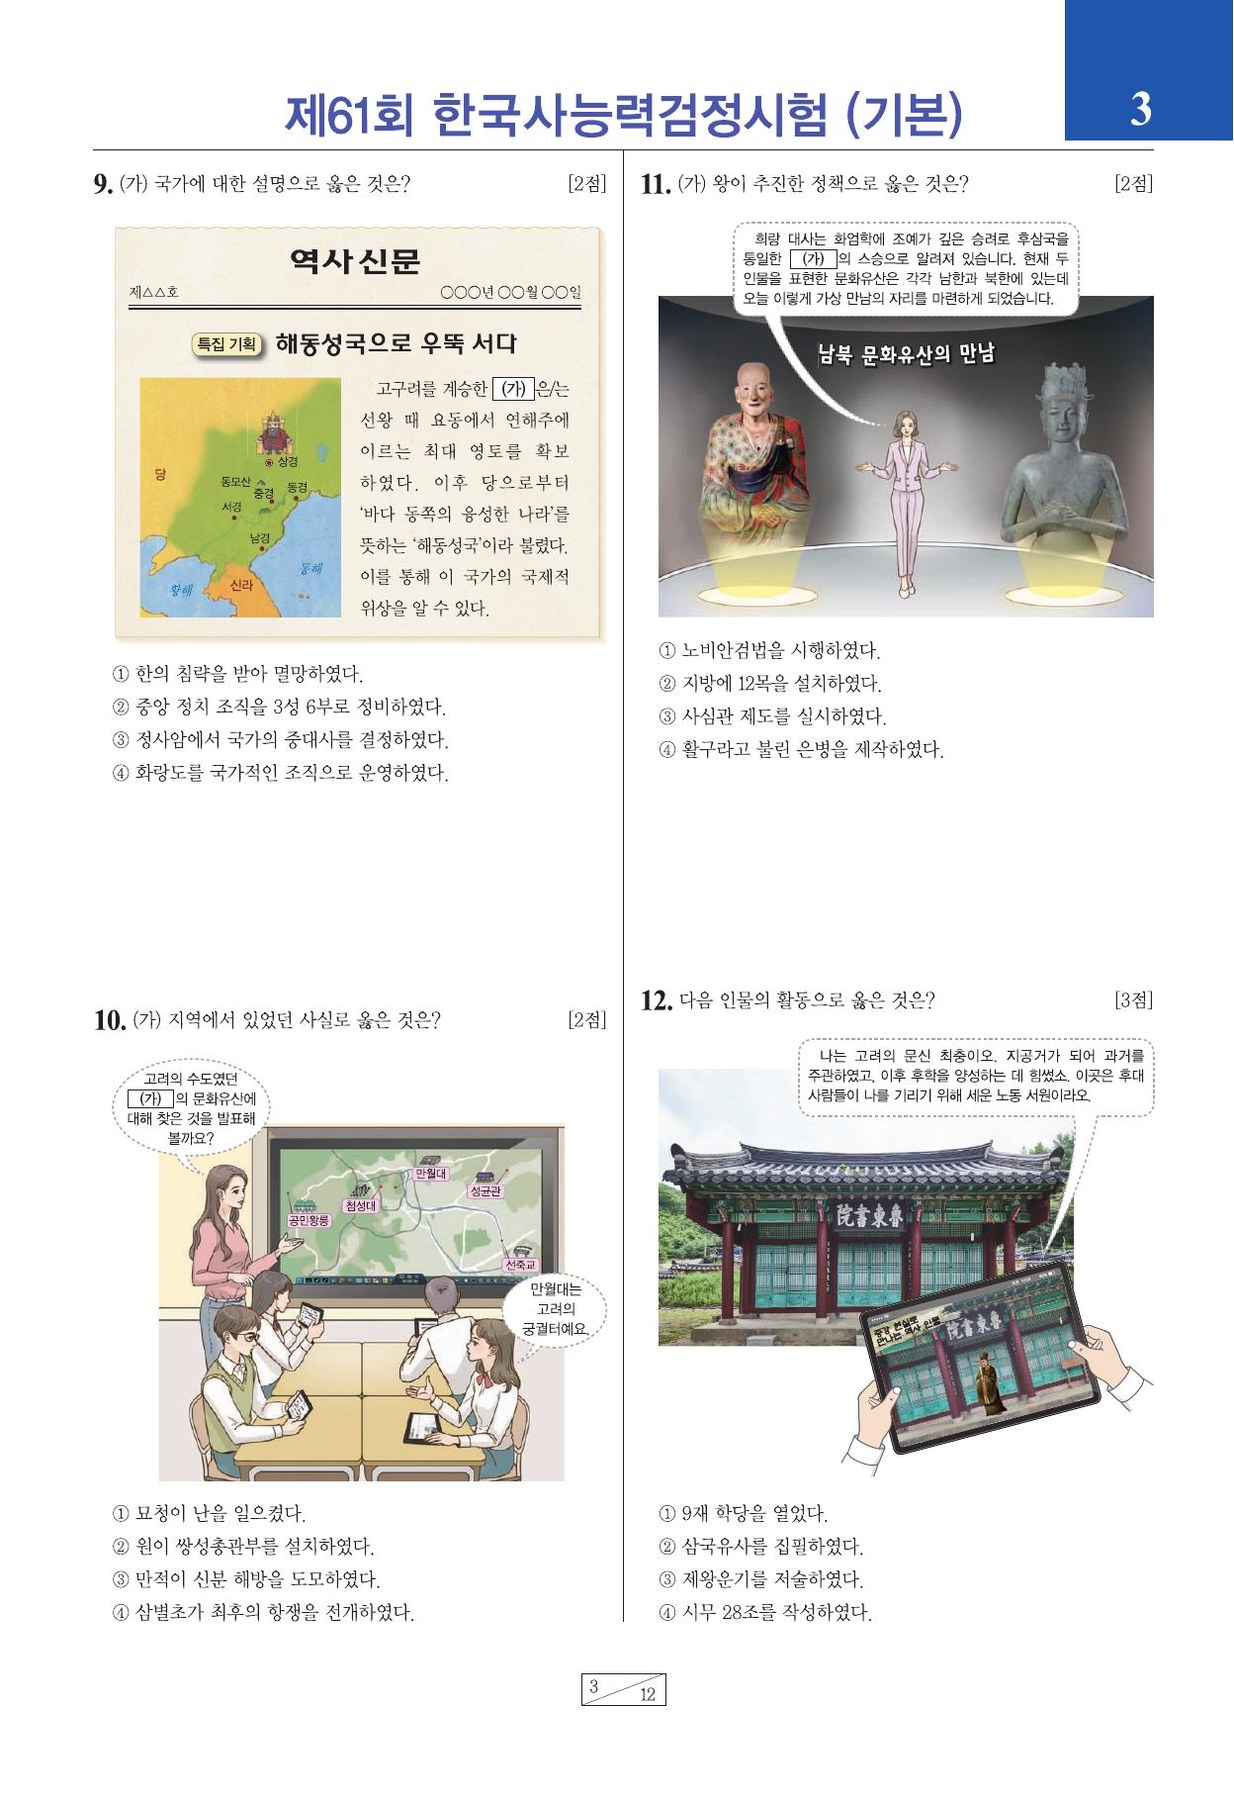 제61회 한국사능력검정시험 (기본)
3
9. (가) 국가에 대한 설명으로 옳은 것은? [2점]
역사신문
제△△호 ○○○년 ○○월 ○○일
특집 기획 해동성국으로 우뚝 서다
고구려를 계승한 (가) 은/는
선왕 때 요동에서 연해주에
이르는 최대 영토를 확보
하였다. 이후 당으로부터
‘바다 동쪽의 융성한 나라’를
뜻하는 ‘해동성국’이라 불렸다.
이를 통해 이 국가의 국제적
위상을 알 수 있다.
당
상경
동모산
중경
동경
서경
남경
동해
황해
신라
① 한의 침략을 받아 멸망하였다.
② 중앙 정치 조직을 3성 6부로 정비하였다.
③ 정사암에서 국가의 중대사를 결정하였다.
④ 화랑도를 국가적인 조직으로 운영하였다.
10. (가) 지역에서 있었던 사실로 옳은 것은? [2점]
고려의 수도였던
(가) 의 문화유산에
대해 찾은 것을 발표해
볼까요?
만월대
성균관
첨성대
공민왕릉
선죽교
만월대는
고려의
궁궐터예요.
① 묘청이 난을 일으켰다.
② 원이 쌍성총관부를 설치하였다.
③ 만적이 신분 해방을 도모하였다.
④ 삼별초가 최후의 항쟁을 전개하였다.
11. (가) 왕이 추진한 정책으로 옳은 것은? [2점]
희랑 대사는 화엄학에 조예가 깊은 승려로 후삼국을
통일한 (가) 의 스승으로 알려져 있습니다. 현재 두
인물을 표현한 문화유산은 각각 남한과 북한에 있는데
오늘 이렇게 가상 만남의 자리를 마련하게 되었습니다.
남북 문화유산의 만남
① 노비안검법을 시행하였다.
② 지방에 12목을 설치하였다.
③ 사심관 제도를 실시하였다.
④ 활구라고 불린 은병을 제작하였다.
12. 다음 인물의 활동으로 옳은 것은? [3점]
나는 고려의 문신 최충이오. 지공거가 되어 과거를
주관하였고, 이후 후학을 양성하는 데 힘썼소. 이곳은 후대
사람들이 나를 기리기 위해 세운 노동 서원이라오.
院書東魯
증강 현실로
만나는 역사 인물
院書東魯
① 9재 학당을 열었다.
② 삼국유사를 집필하였다.
③ 제왕운기를 저술하였다.
④ 시무 28조를 작성하였다.
3
12